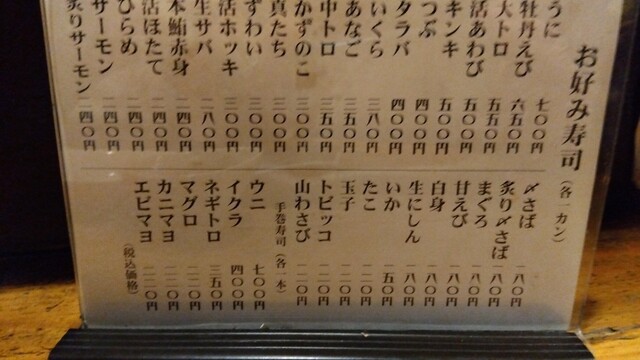 お好み寿司(各一カン)
うに 七〇〇円
牡丹えび 六五〇円
大トロ 五五〇円
活あわび 五〇〇円
キンキ 五〇〇円
つぶ 四〇〇円
タラバ 四〇〇円
いくら 三八〇円
あなご 三五〇円
中トロ 三五〇円
かずのこ 三〇〇円
真たち 三〇〇円
ずわい 三〇〇円
活ホッキ 三〇〇円
生サバ 二八〇円
本鮪赤身 二四〇円
活ほたて 二四〇円
ひらめ 二四〇円
サーモン 二四〇円
炙りサーモン 二四〇円
〆さば 一八〇円
炙り〆さば 一八〇円
まぐろ 一八〇円
甘えび 一八〇円
白身 一八〇円
生にしん 一八〇円
いか 一五〇円
たこ 一二〇円
玉子 一二〇円
トビッコ 一二〇円
山わさび 一二〇円
手巻寿司(各一本)
ウニ 七〇〇円
イクラ 四〇〇円
ネギトロ 三五〇円
マグロ 二二〇円
カニマヨ 二二〇円
エビマヨ 二二〇円
(税込価格)